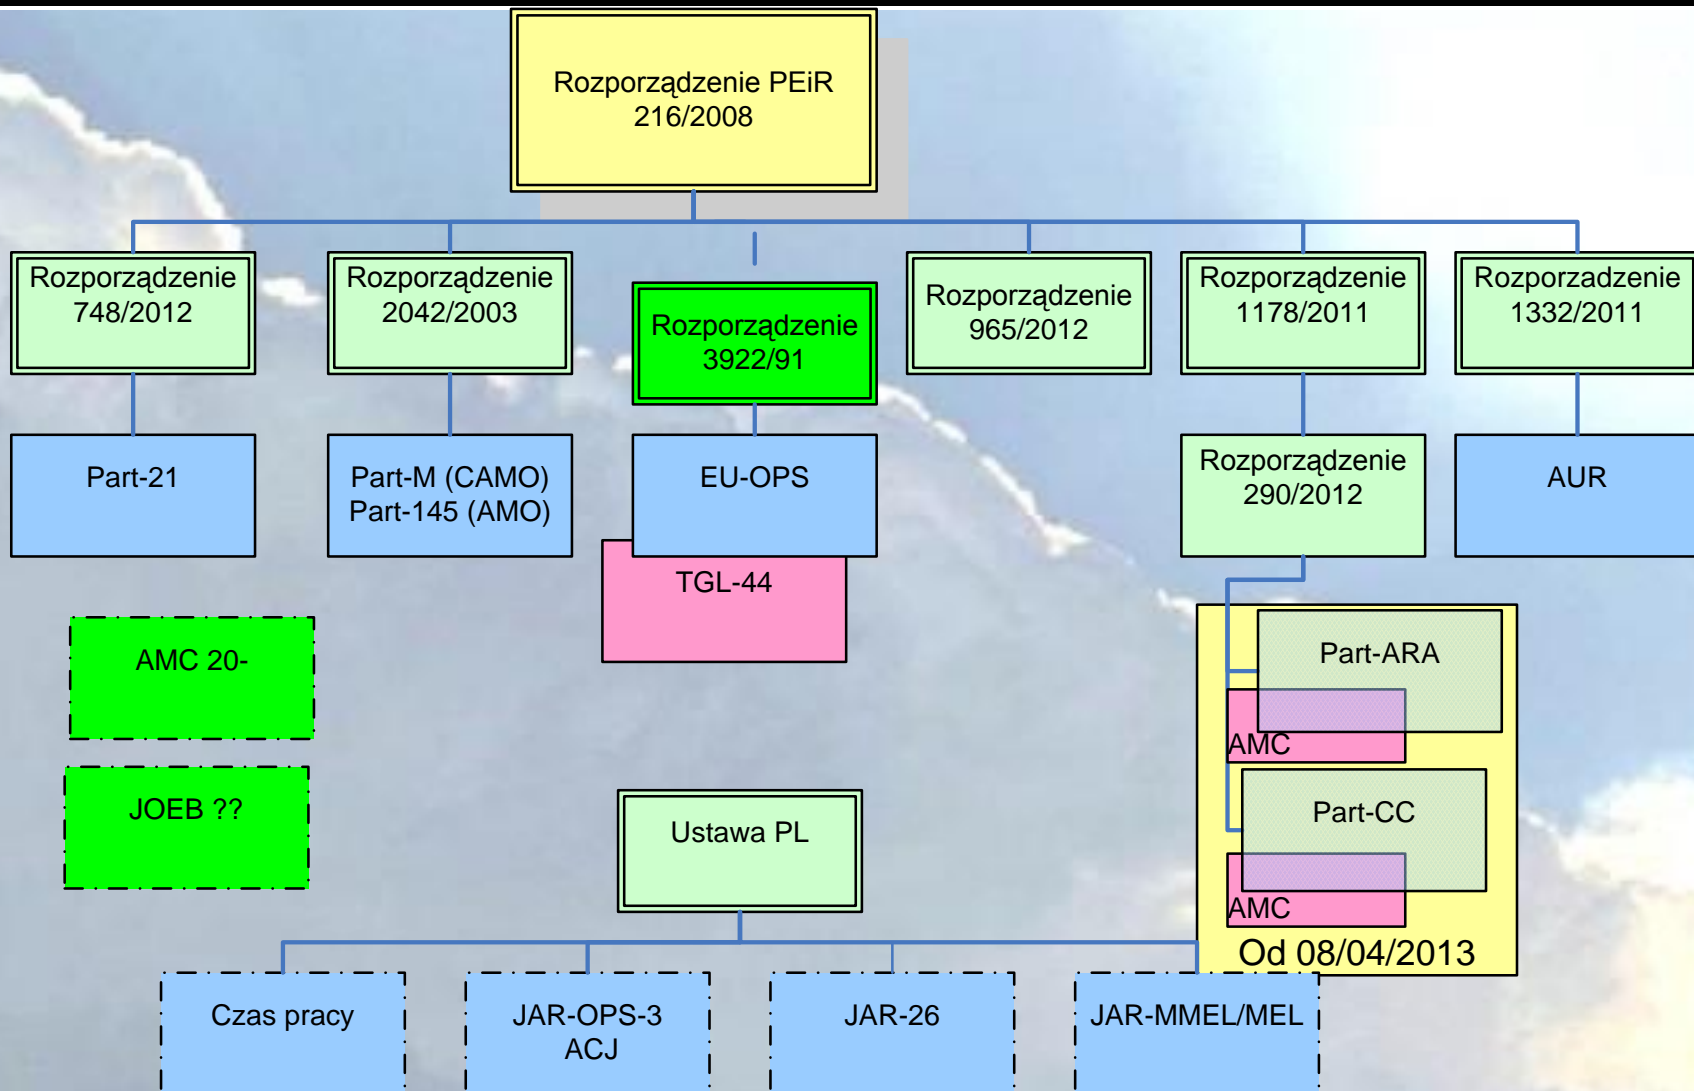 Rozporządzenie PEiR
216/2008
Rozporządzenie
748/2012
Rozporządzenie
2042/2003
Rozporządzenie
3922/91
Rozporządzenie
965/2012
Rozporządzenie
1178/2011
Rozporzadzenie
1332/2011
Part-21
Part-M (CAMO)
Part-145 (AMO)
EU-OPS
Rozporządzenie
290/2012
AUR
TGL-44
AMC 20-
JOEB ??
Part-ARA
AMC
Part-CC
AMC
Od 08/04/2013
Ustawa PL
Czas pracy
JAR-OPS-3
ACJ
JAR-26
JAR-MMEL/MEL